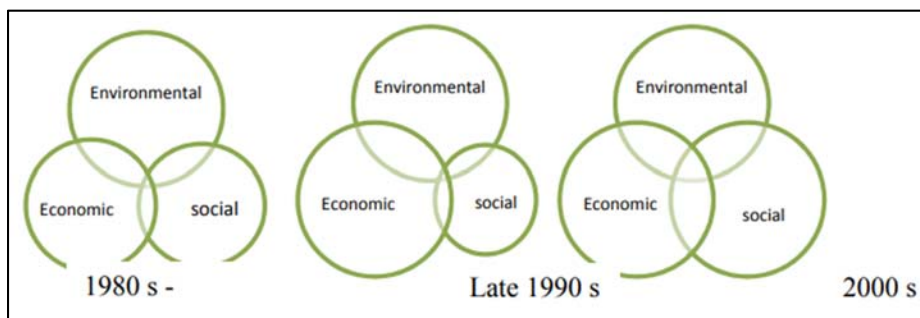 Environmental
Economic
social
1980 s -
Environmental
Economic
social
Late 1990 s
Environmental
Economic
social
2000 s